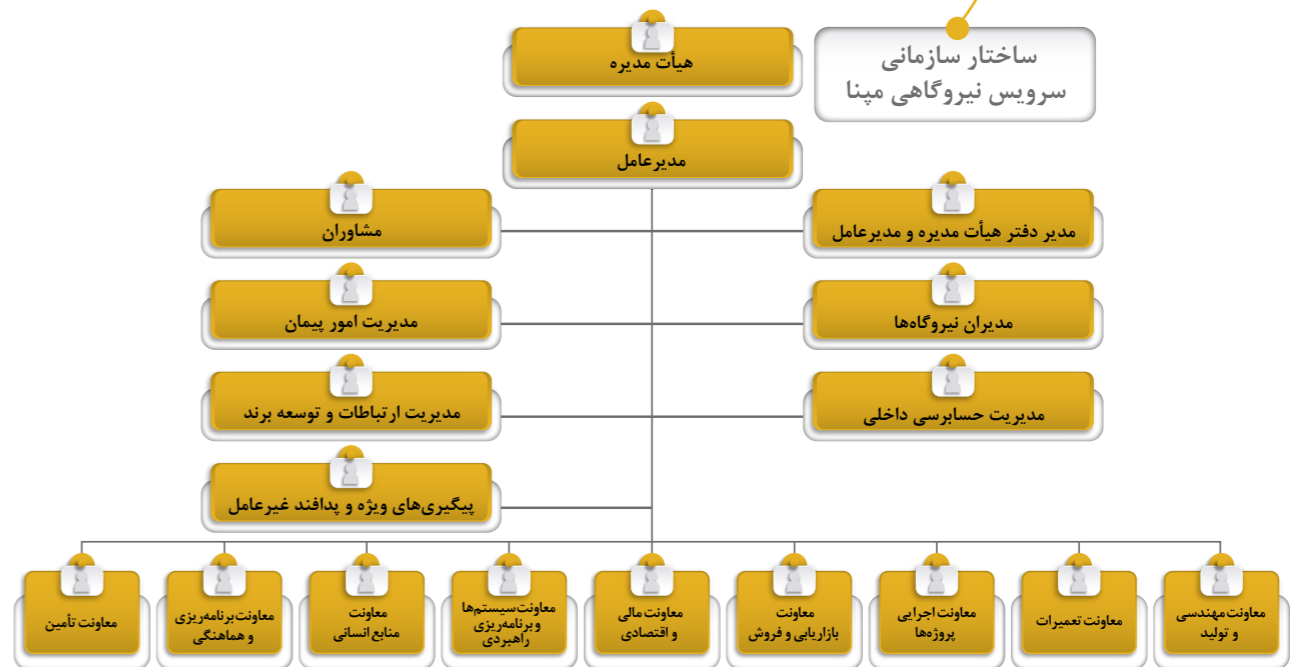 ساختار سازمانی
سرویس نیروگاهی مپنا
هیأت مدیره
مدیرعامل
مدیر دفتر هیأت مدیره و مدیرعامل
مشاوران
مدیران نیروگاه‌ها
مدیریت امور پیمان
مدیریت حسابرسی داخلی
مدیریت ارتباطات و توسعه برند
پیگیری‌های ویژه و پدافند غیرعامل
معاونت مهندسی
و تولید
معاونت تعمیرات
معاونت اجرایی
پروژه‌ها
معاونت
بازاریابی و فروش
معاونت مالی
و اقتصادی
معاونت سیستم‌ها
و برنامه‌ریزی
راهبردی
معاونت
منابع انسانی
معاونت برنامه‌ریزی
و هماهنگی
معاونت تأمین